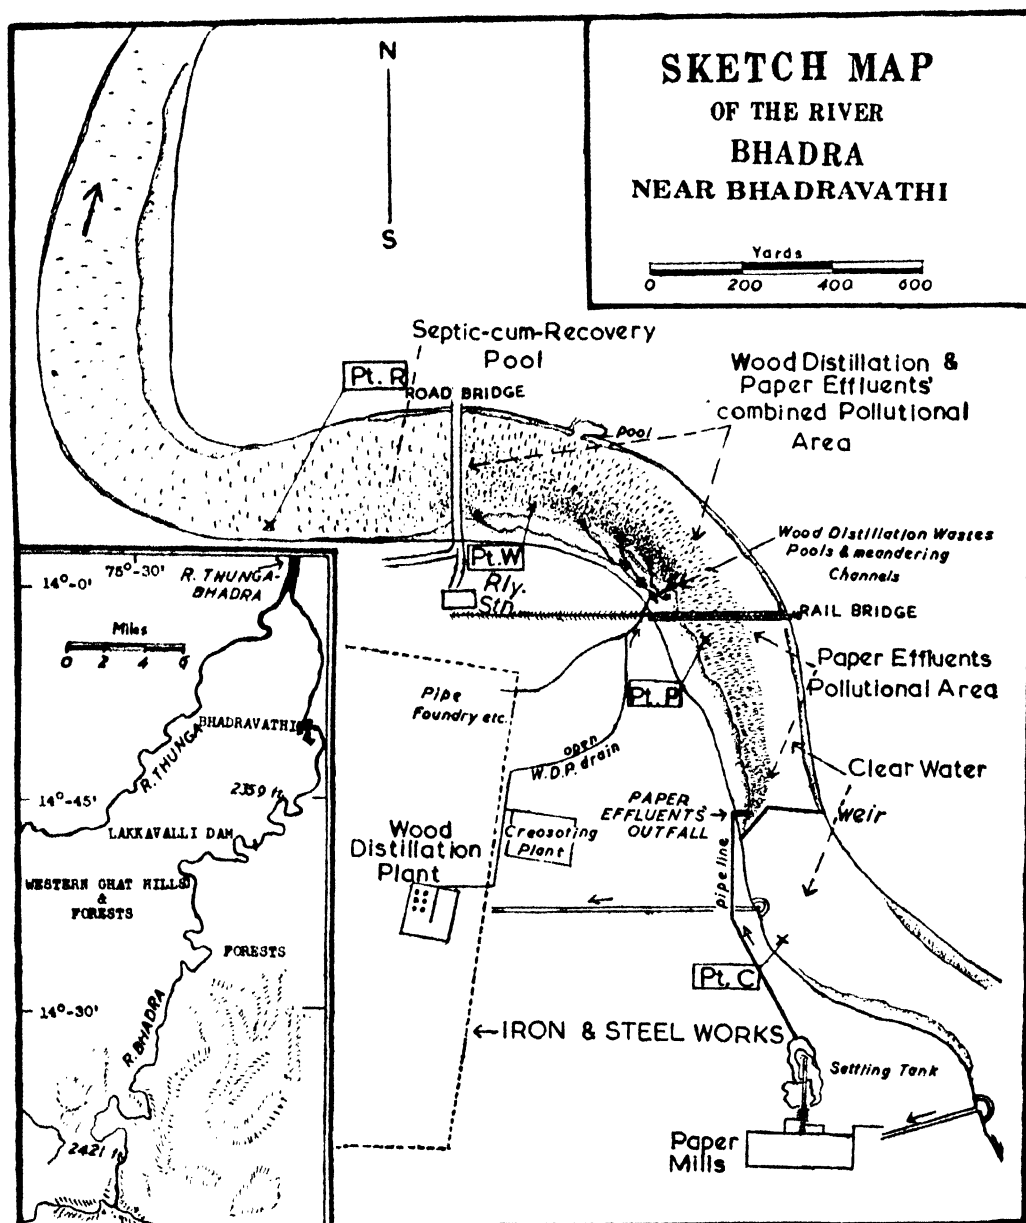 SKETCH MAP
OF THE RIVER
BHADRA
NEAR BHADRAVATHI
Yards
0 200 400 600
N
S
Septic-cum-Recovery
Pool
Pt. R
ROAD BRIDGE
Wood Distillation &
Paper Effluents'
combined Pollutional
Area
Pool
Wood Distillation Wastes
Pools & meandering
Channels
Pt. W
Rly.
Stn.
RAIL BRIDGE
Paper Effluents
Pollutional Area
Pt. P
Pipe
Foundry etc.
open
W.D.P. drain
Clear Water
PAPER
EFFLUENTS'
OUTFALL
weir
Wood
Distillation
Plant
Creosoting
Plant
pipeline
Pt. C
←IRON & STEEL WORKS
Settling Tank
Paper
Mills
14°-0'
75°-30'
R. THUNGA-
BHADRA
Miles
0 2 4 6
BHADRAVATHI
R. THUNGA
2359 ft.
14°-45'
LAKKAVALLI DAM
WESTERN GHAT HILLS
&
FORESTS
FORESTS
14°-30'
R. BHADRA
2421 ft.